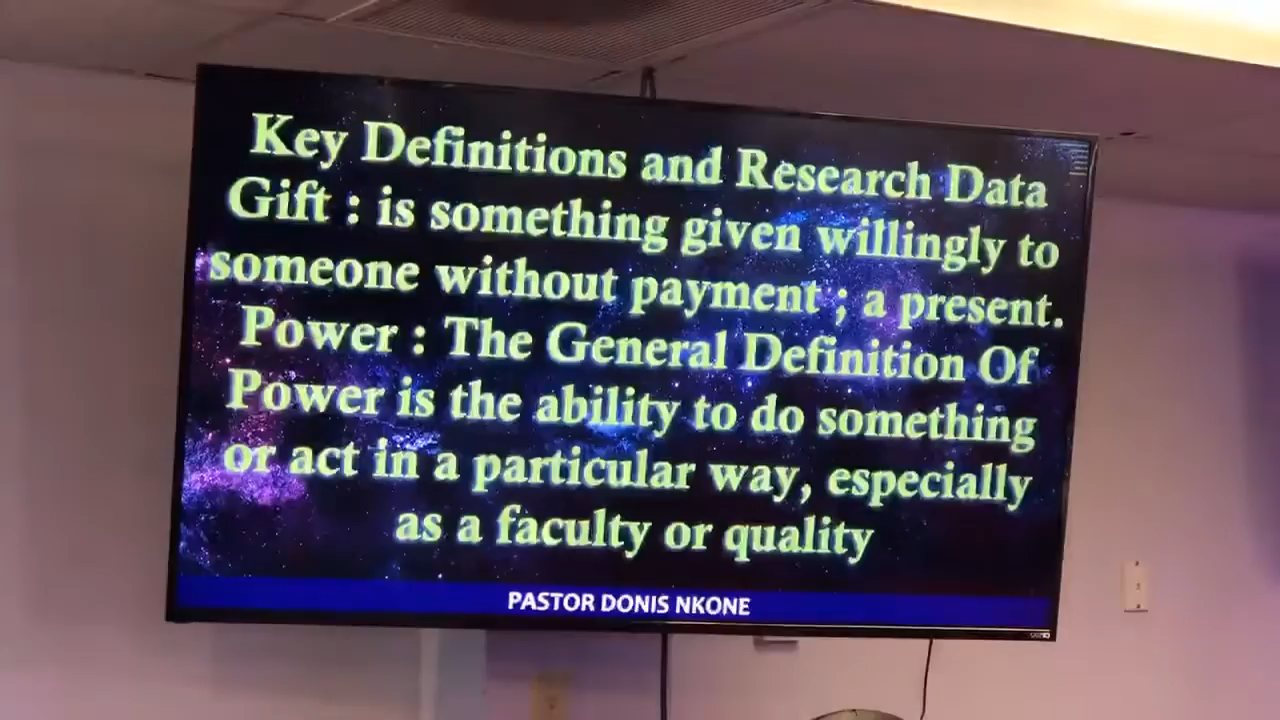 Key Definitions and Research Data
Gift : is something given willingly to
someone without payment ; a present.
Power : The General Definition Of
Power is the ability to do something
or act in a particular way, especially
as a faculty or quality
PASTOR DONIS NKONE
VIZIO